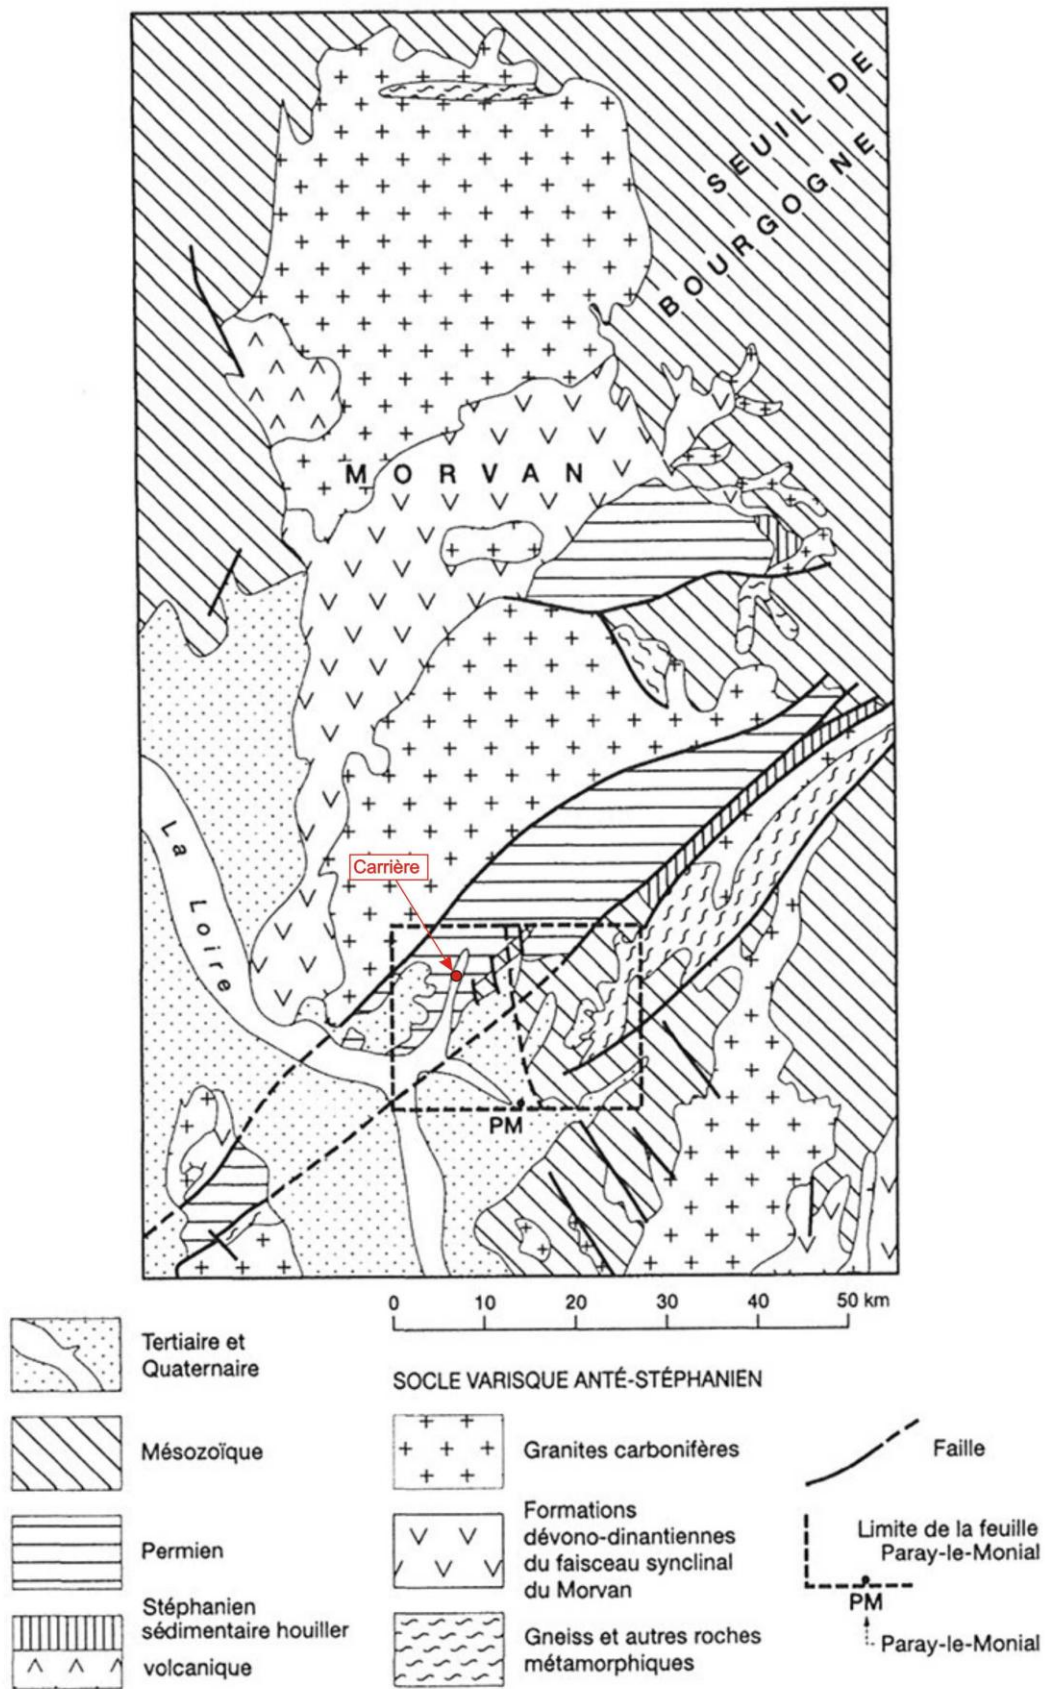 SEUIL DE
BOURGOGNE
MORVAN
La Loire
Carrière
PM
0 10 20 30 40 50 km
Tertiaire et
Quaternaire
Mésozoïque
Permien
Stéphanien
sédimentaire houiller
volcanique
SOCLE VARISQUE ANTÉ-STÉPHANIEN
Granites carbonifères
Formations
dévono-dinantiennes
du faisceau synclinal
du Morvan
Gneiss et autres roches
métamorphiques
Faille
Limite de la feuille
Paray-le-Monial
PM
Paray-le-Monial